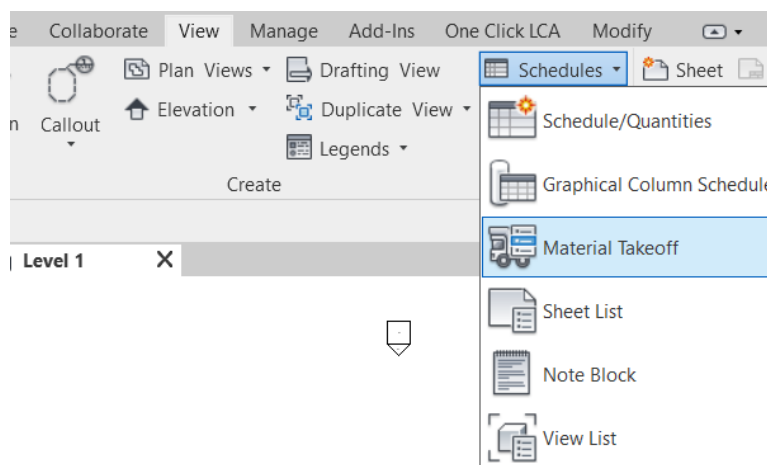 Collaborate View Manage Add-Ins One Click LCA Modify
Plan Views Drafting View Schedules Sheet
Callout Elevation Duplicate View Schedule/Quantities
Legends
Create Graphical Column Schedule
Level 1 Material Takeoff
Sheet List
Note Block
View List